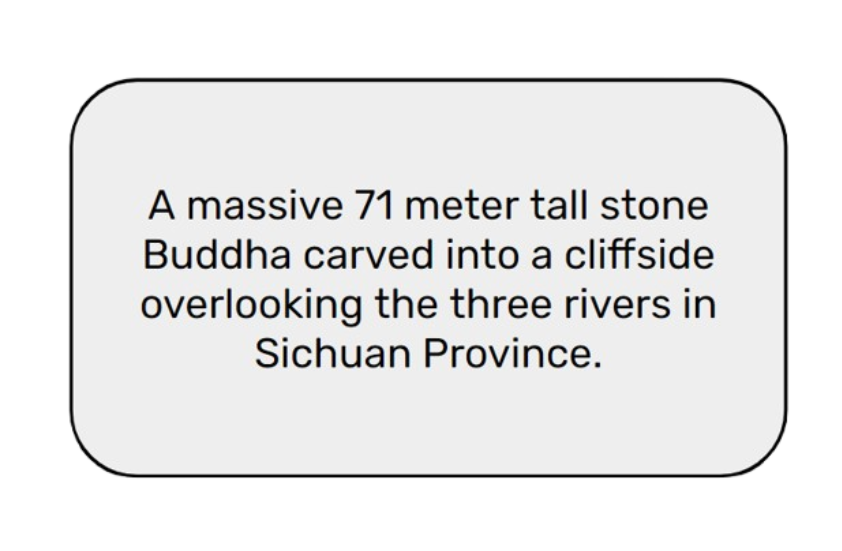 A massive 71 meter tall stone
Buddha carved into a cliffside
overlooking the three rivers in
Sichuan Province.